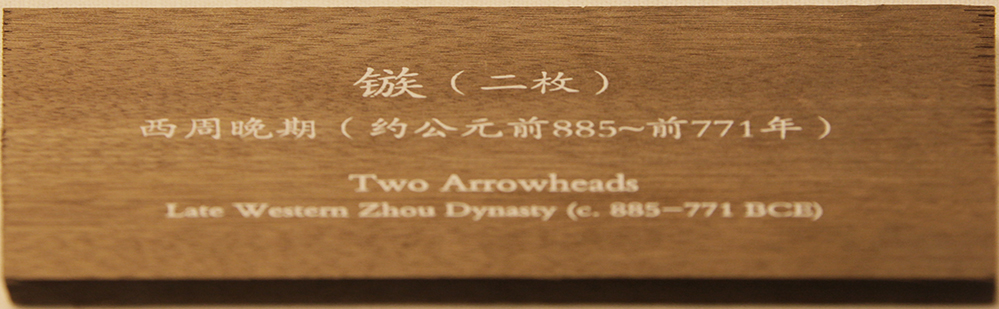 镞（二枚）
西周晚期（约公元前885~前771年）
Two Arrowheads
Late Western Zhou Dynasty (c. 885–771 BCE)